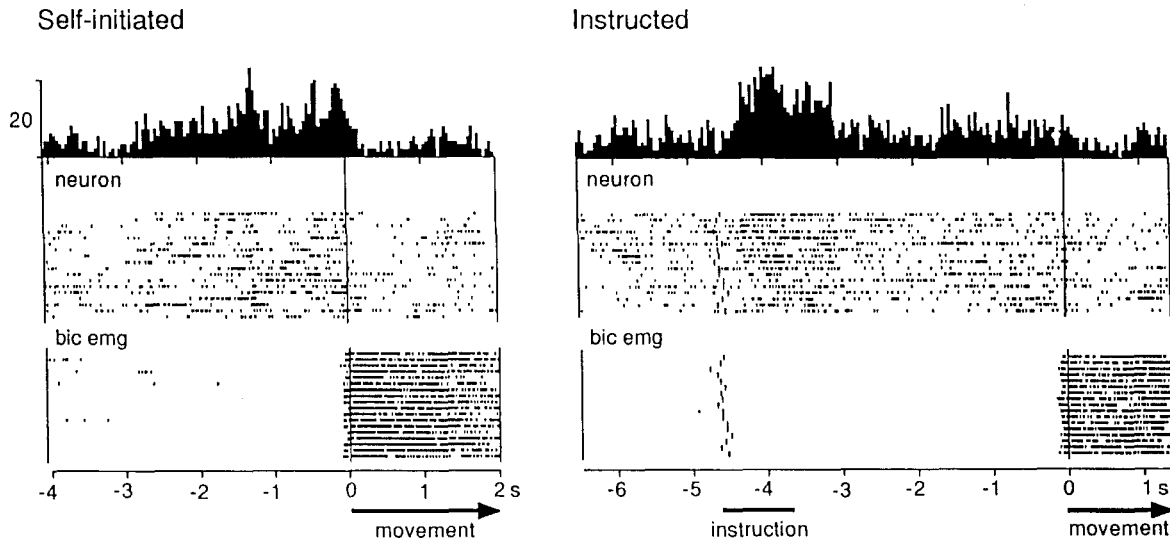 Self-initiated
Instructed
20
neuron
neuron
bic emg
bic emg
-4 -3 -2 -1 0 1 2 s
-6 -5 -4 -3 -2 -1 0 1 s
movement
instruction
movement